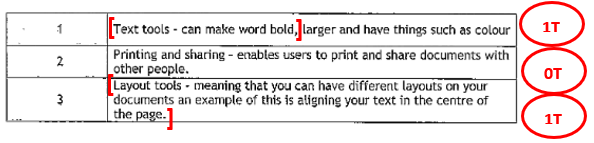 1 Text tools - can make word bold, larger and have things such as colour 1T
2 Printing and sharing - enables users to print and share documents with
other people. 0T
3 Layout tools - meaning that you can have different layouts on your
documents an example of this is aligning your text in the centre of
the page. 1T